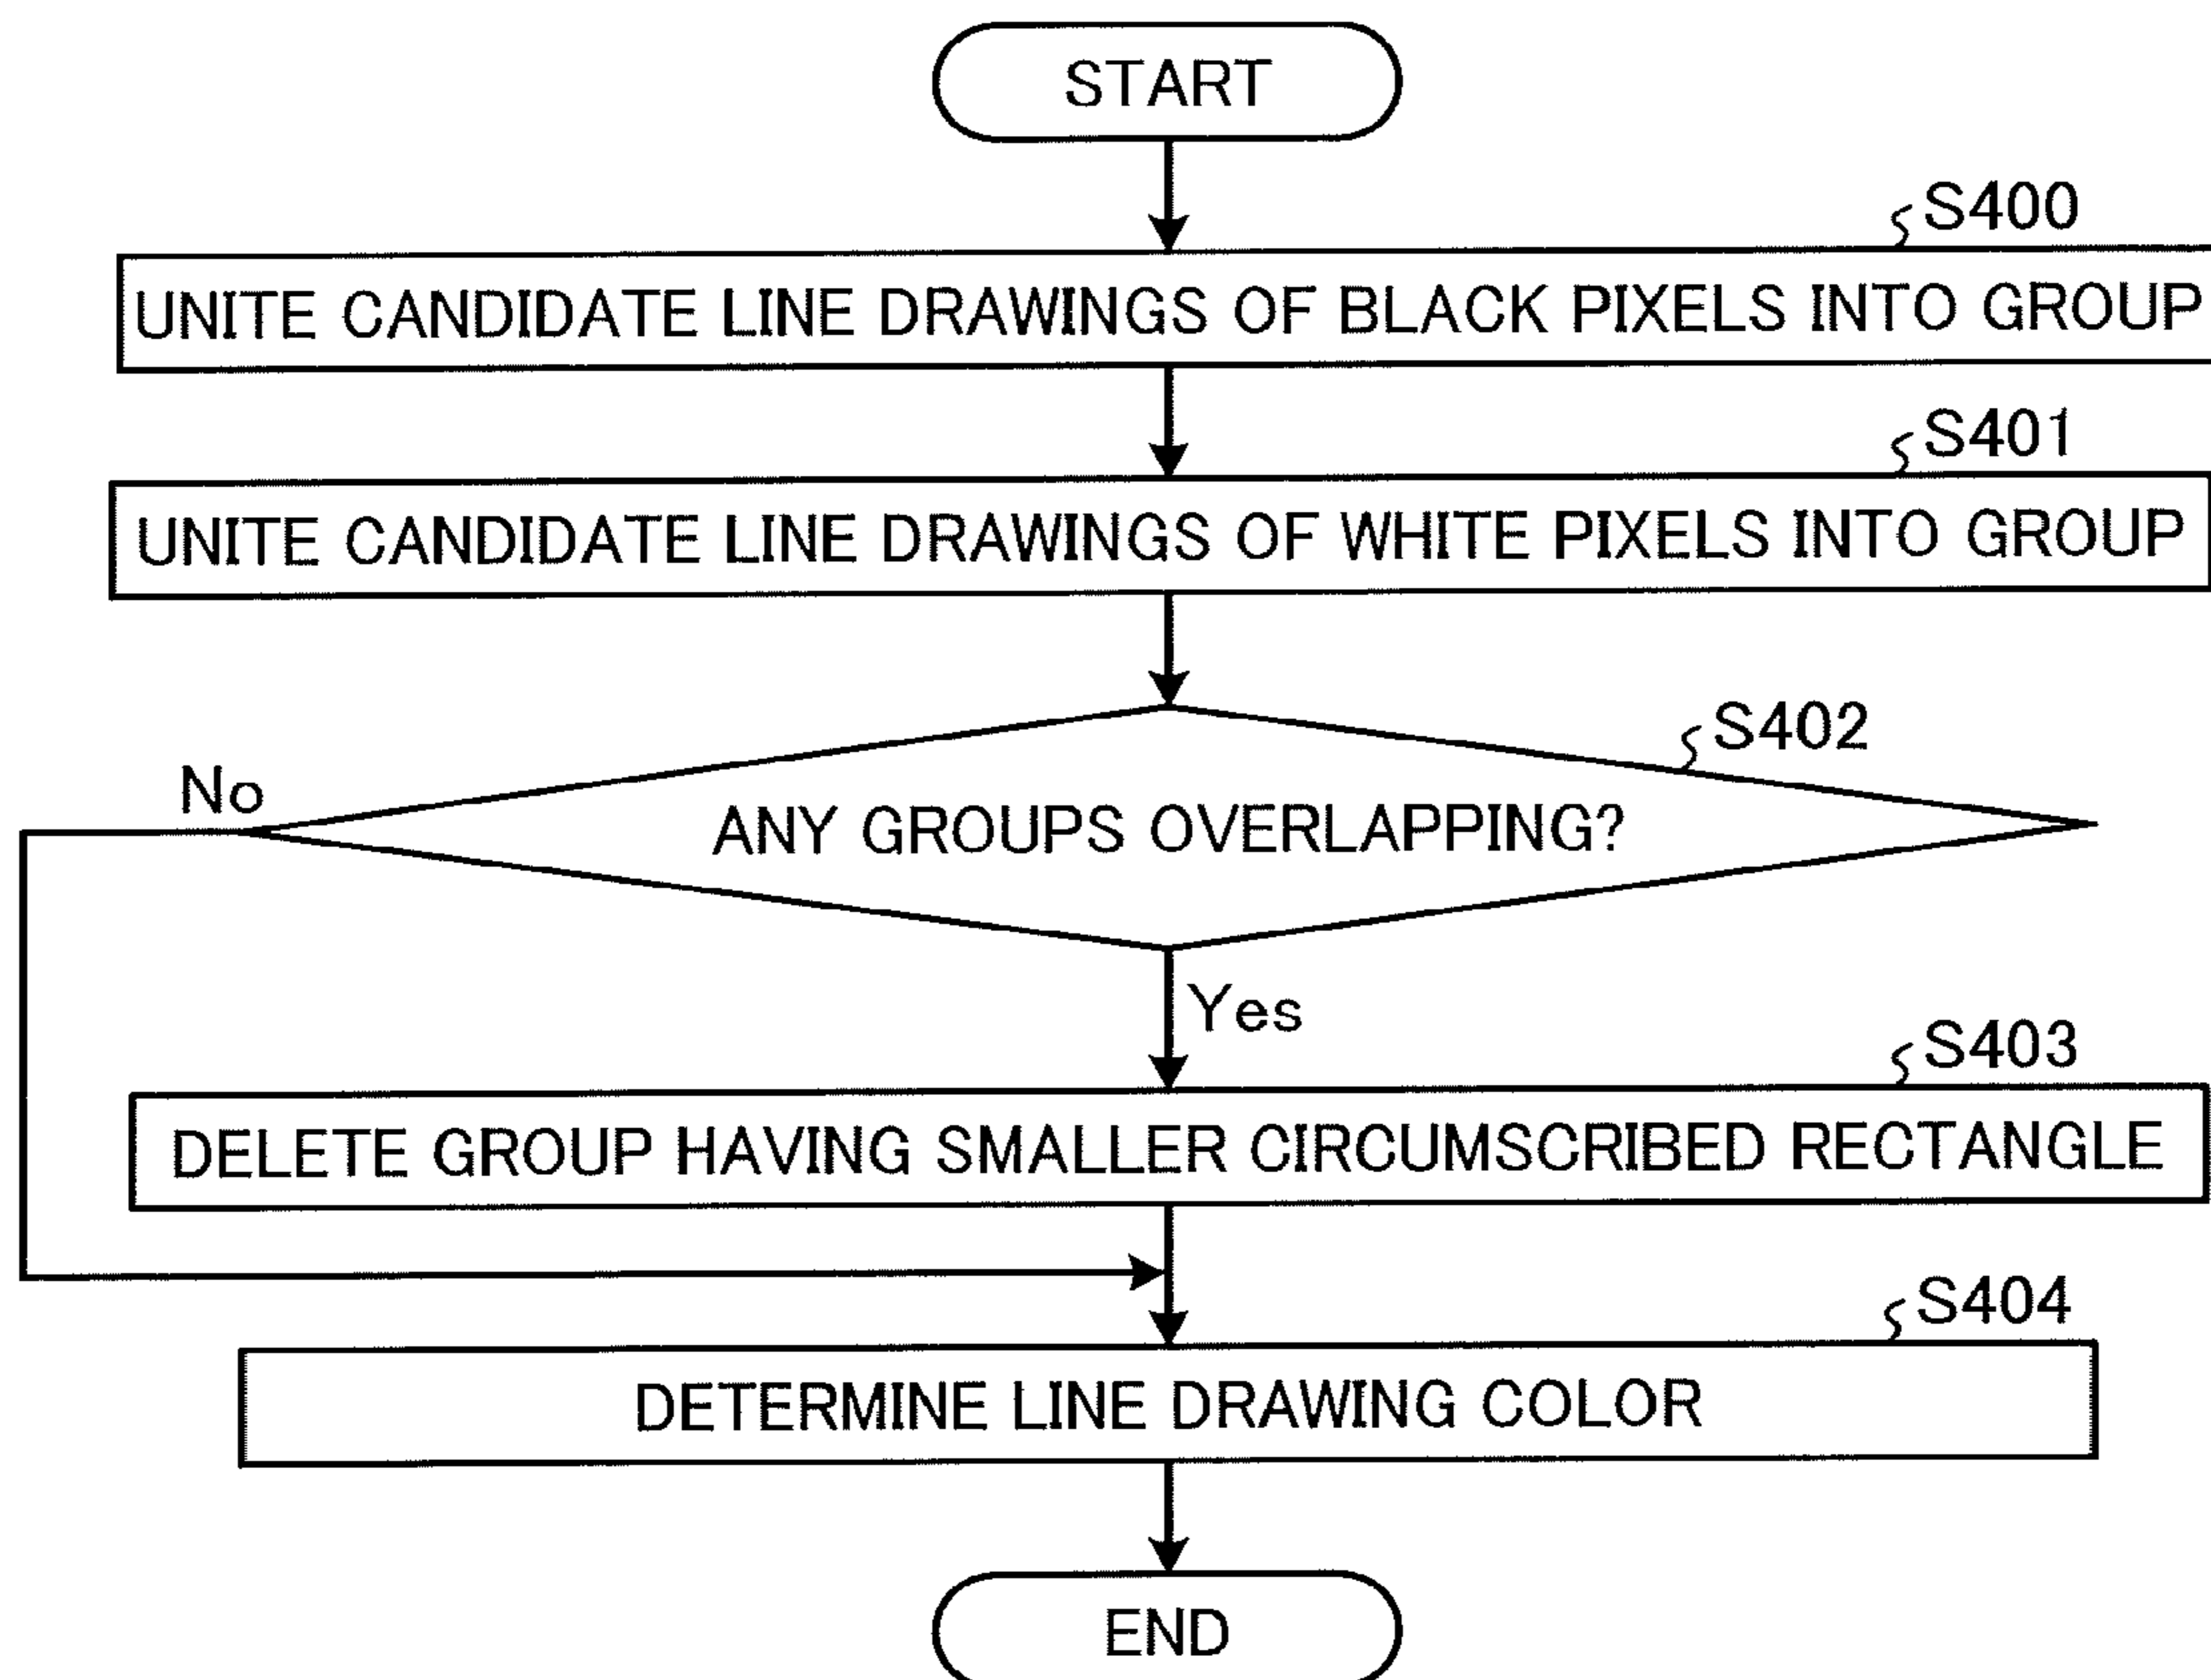 START
S400
UNITE CANDIDATE LINE DRAWINGS OF BLACK PIXELS INTO GROUP
S401
UNITE CANDIDATE LINE DRAWINGS OF WHITE PIXELS INTO GROUP
S402
No
ANY GROUPS OVERLAPPING?
Yes
S403
DELETE GROUP HAVING SMALLER CIRCUMSCRIBED RECTANGLE
S404
DETERMINE LINE DRAWING COLOR
END